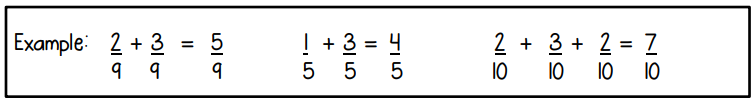 Example: 2 + 3 = 5 1 + 3 = 4 2 + 3 + 2 = 7
9 9 9 5 5 5 10 10 10 10